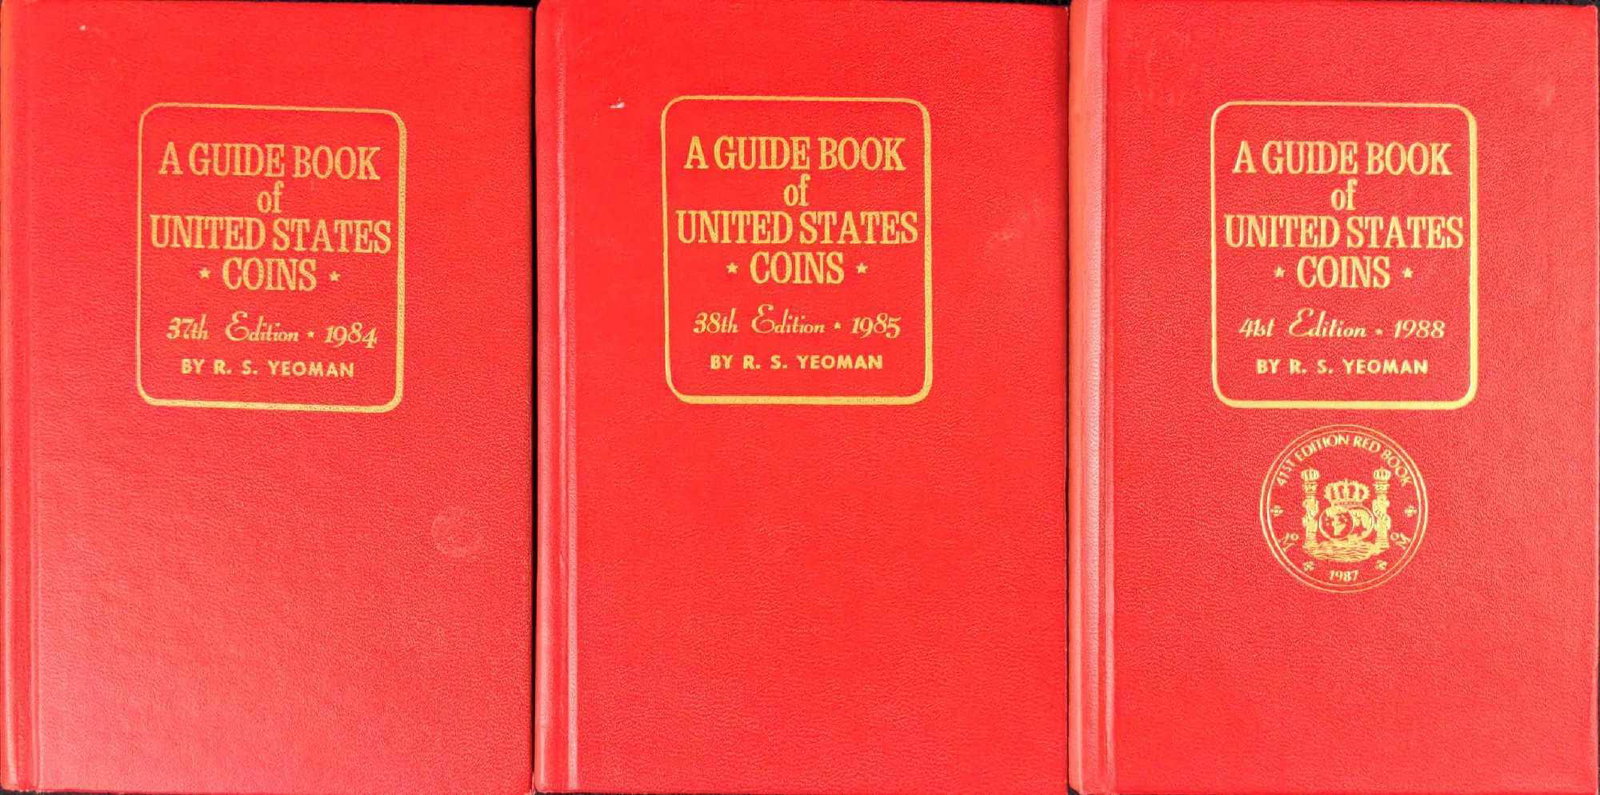 A GUIDE BOOK
of
UNITED STATES
★ COINS ★
37th Edition ★ 1984
BY R. S. YEOMAN
A GUIDE BOOK
of
UNITED STATES
★ COINS ★
38th Edition ★ 1985
BY R. S. YEOMAN
A GUIDE BOOK
of
UNITED STATES
★ COINS ★
41st Edition ★ 1988
BY R. S. YEOMAN
41ST EDITION RED BOOK
1987